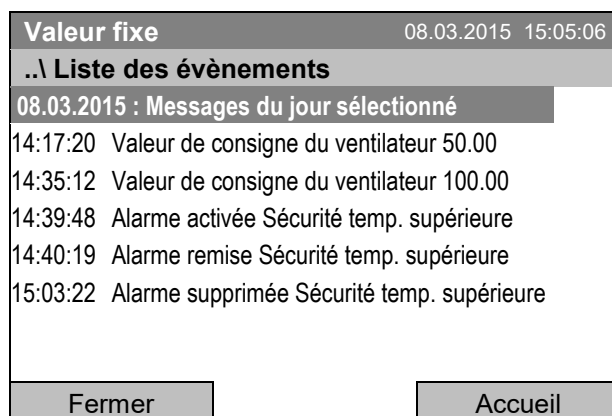 Valeur fixe 08.03.2015 15:05:06
..\ Liste des évènements
08.03.2015 : Messages du jour sélectionné
14:17:20 Valeur de consigne du ventilateur 50.00
14:35:12 Valeur de consigne du ventilateur 100.00
14:39:48 Alarme activée Sécurité temp. supérieure
14:40:19 Alarme remise Sécurité temp. supérieure
15:03:22 Alarme supprimée Sécurité temp. supérieure
Fermer Accueil